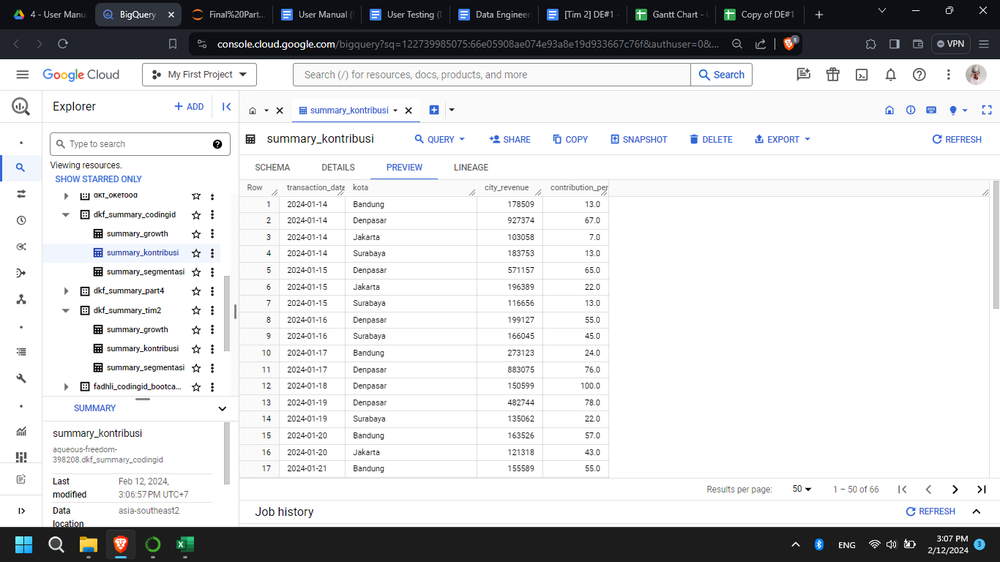 4 - User Manua
BigQuery
Final%20Part
User Manual (
User Testing (D
Data Engineer
[Tim 2] DE#1 -
Gantt Chart - 
Copy of DE#1
console.cloud.google.com/bigquery?sq=122739985075:66e05908ae074e93a8e19d933667c76f&authuser=0&...
3
VPN
Google Cloud
My First Project
Search (/) for resources, docs, products, and more
Search
Explorer
+ ADD
summary_kontribusi
Type to search
summary_kontribusi
QUERY
SHARE
COPY
SNAPSHOT
DELETE
EXPORT
REFRESH
Viewing resources.
SHOW STARRED ONLY
SCHEMA
DETAILS
PREVIEW
LINEAGE
dkf_okefood
dkf_summary_codingid
summary_growth
summary_kontribusi
summary_segmentasi
dkf_summary_part4
dkf_summary_tim2
summary_growth
summary_kontribusi
summary_segmentasi
fadhli_codingid_bootca...
Row transaction_date kota city_revenue contribution_per
1 2024-01-14 Bandung 178509 13.0
2 2024-01-14 Denpasar 927374 67.0
3 2024-01-14 Jakarta 103058 7.0
4 2024-01-14 Surabaya 183753 13.0
5 2024-01-15 Denpasar 571157 65.0
6 2024-01-15 Jakarta 196389 22.0
7 2024-01-15 Surabaya 116656 13.0
8 2024-01-16 Denpasar 199127 55.0
9 2024-01-16 Surabaya 166045 45.0
10 2024-01-17 Bandung 273123 24.0
11 2024-01-17 Denpasar 883075 76.0
12 2024-01-18 Denpasar 150599 100.0
13 2024-01-19 Denpasar 482744 78.0
14 2024-01-19 Surabaya 135062 22.0
15 2024-01-20 Bandung 163526 57.0
16 2024-01-20 Jakarta 121318 43.0
17 2024-01-21 Bandung 155589 55.0
SUMMARY
summary_kontribusi
aqueous-freedom-
398208.dkf_summary_codingid
Last modified Feb 12, 2024, 3:06:57 PM UTC+7
Data location asia-southeast2
Results per page: 50 1 – 50 of 66
Job history
REFRESH
ENG
3:07 PM
2/12/2024
3